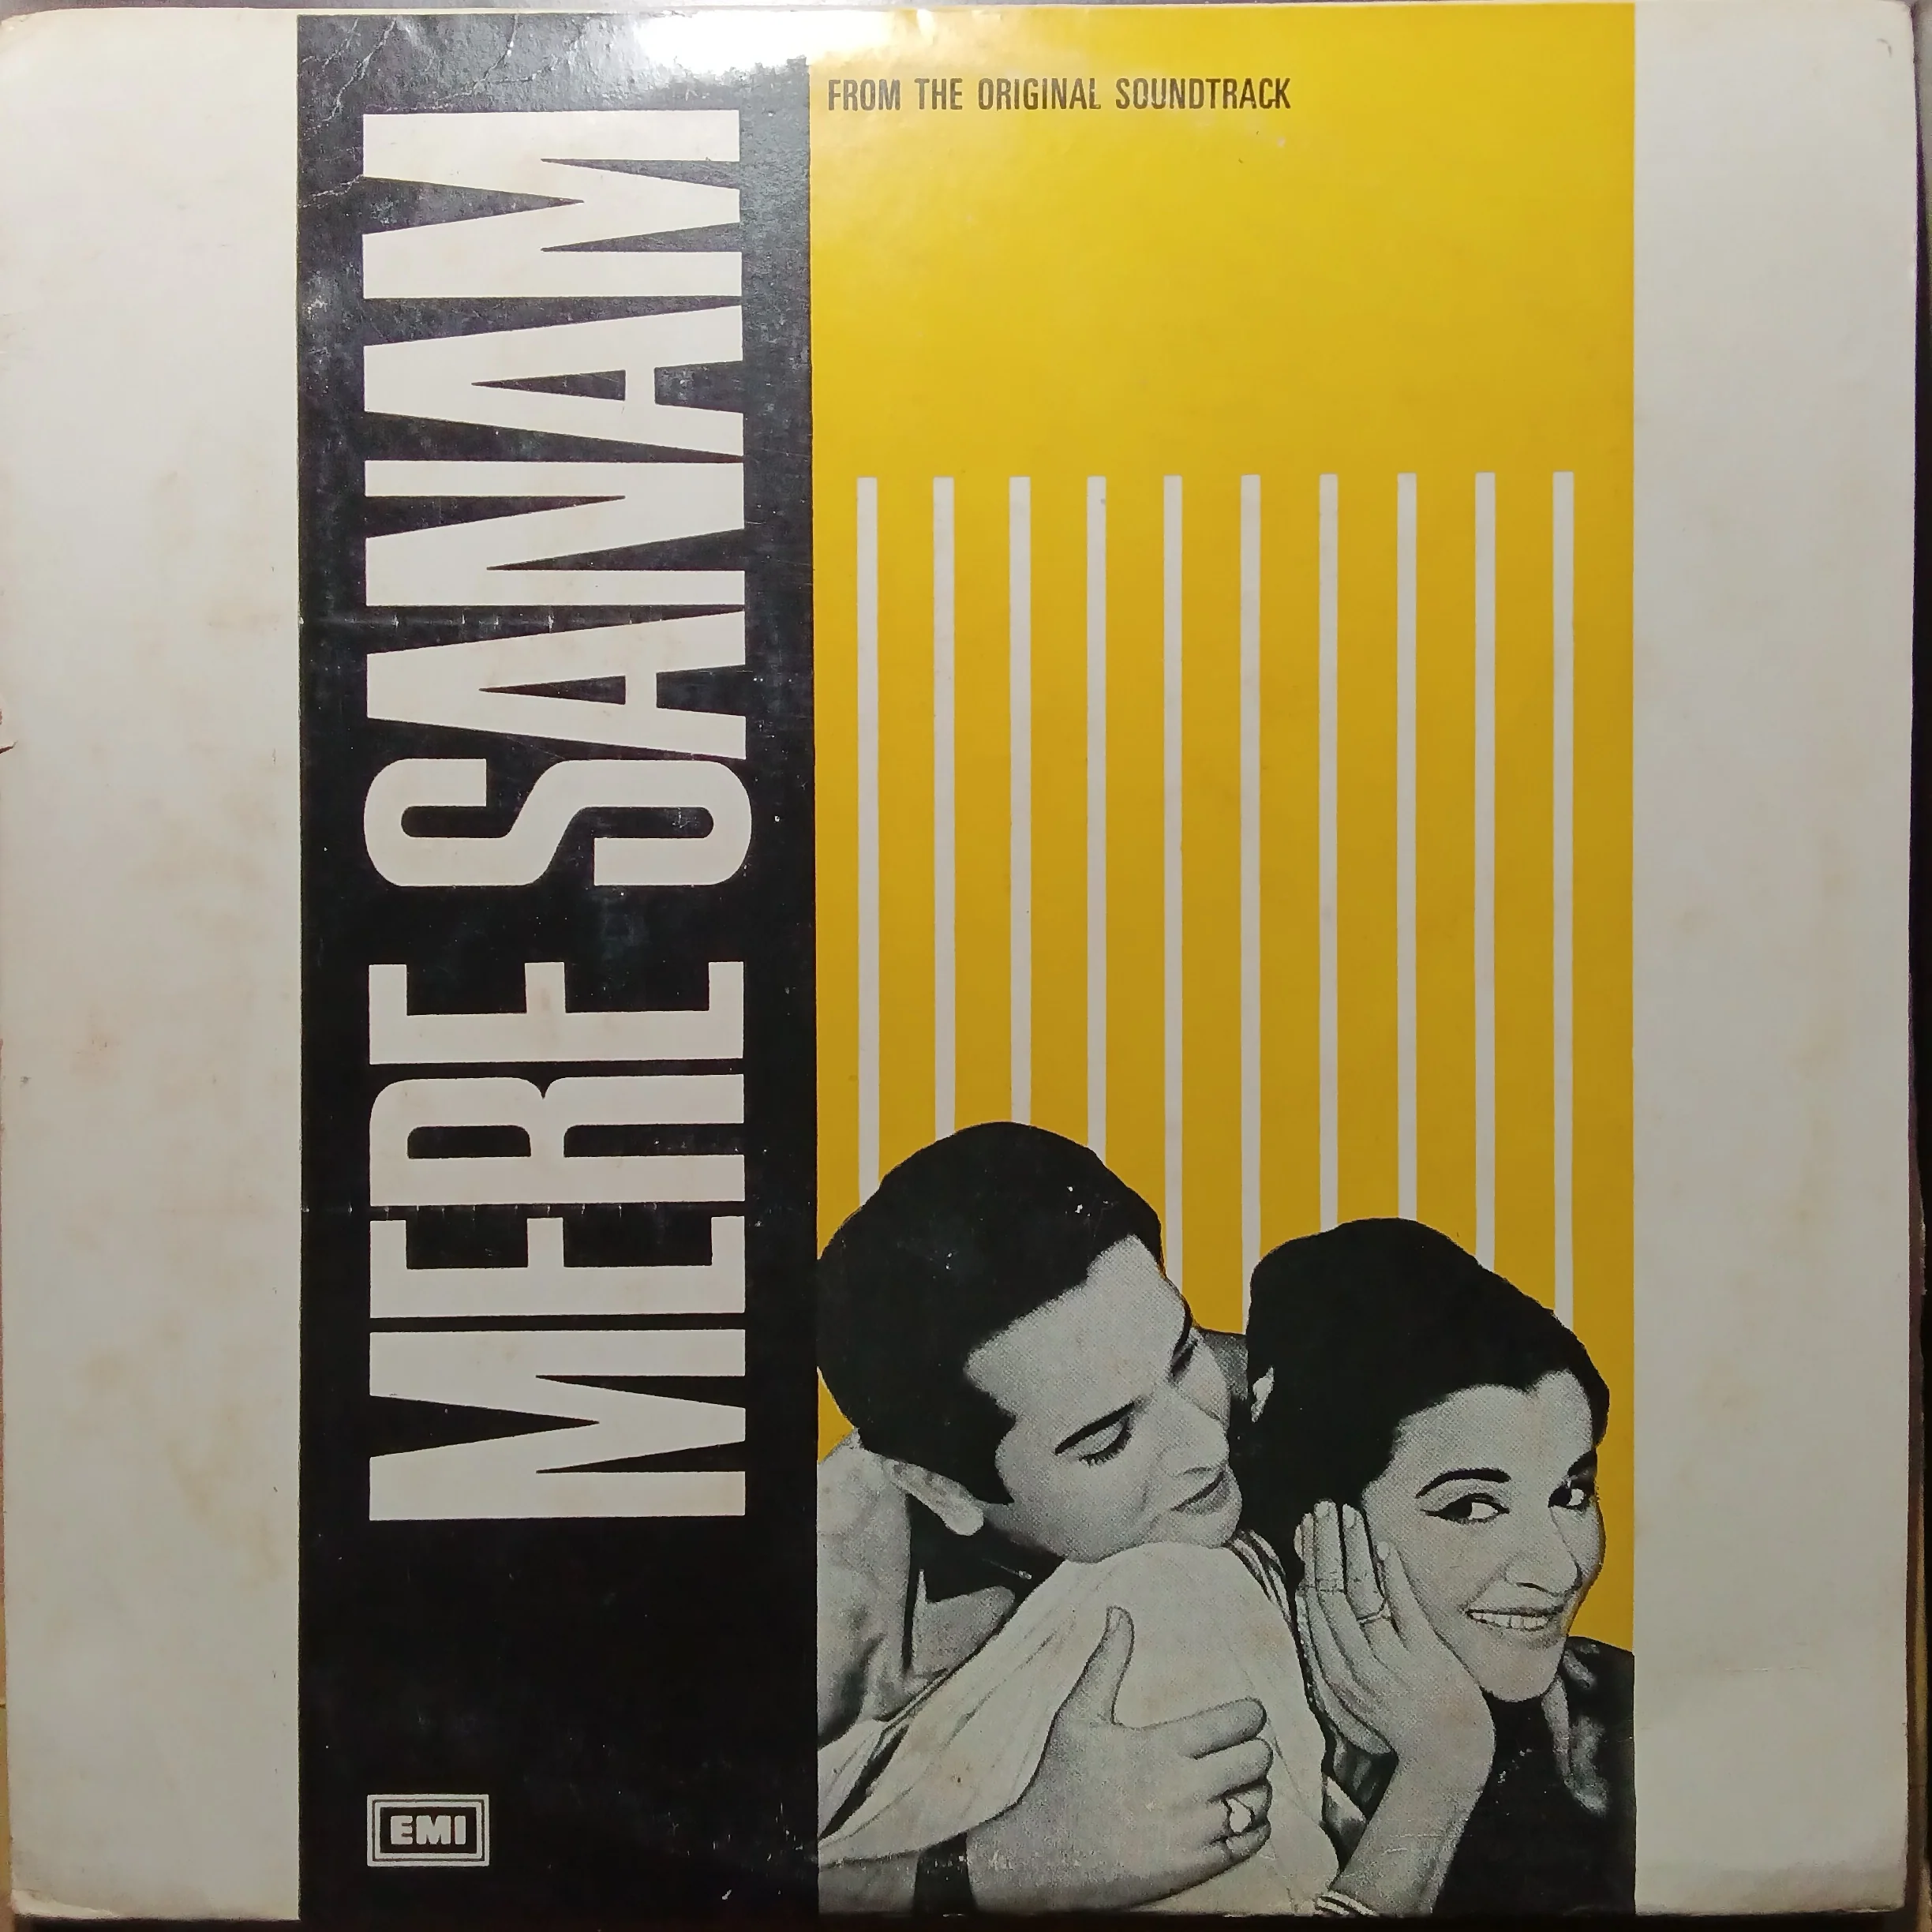 FROM THE ORIGINAL SOUNDTRACK
MERE SANAM
EMI